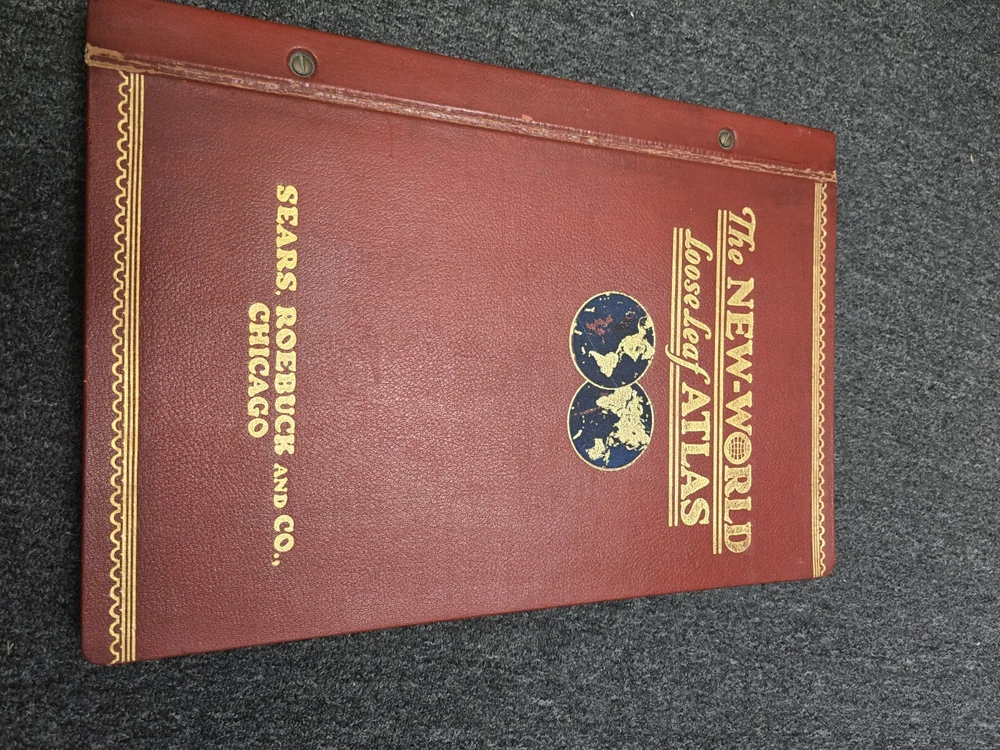 The NEW-WORLD
Loose Leaf ATLAS
SEARS, ROEBUCK AND CO.,
CHICAGO